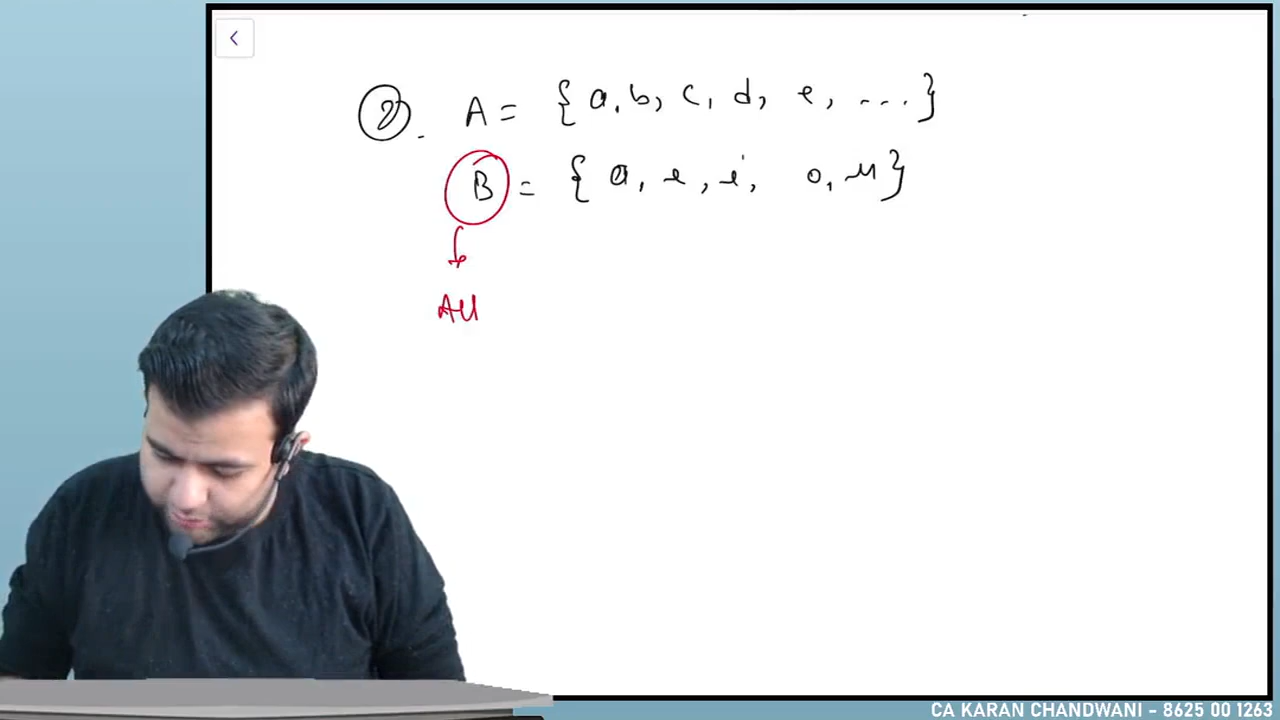 2. A = {a, b, c, d, e, ...}
B = {a, e, i, o, u}
All
CA KARAN CHANDWANI - 8625 00 1263